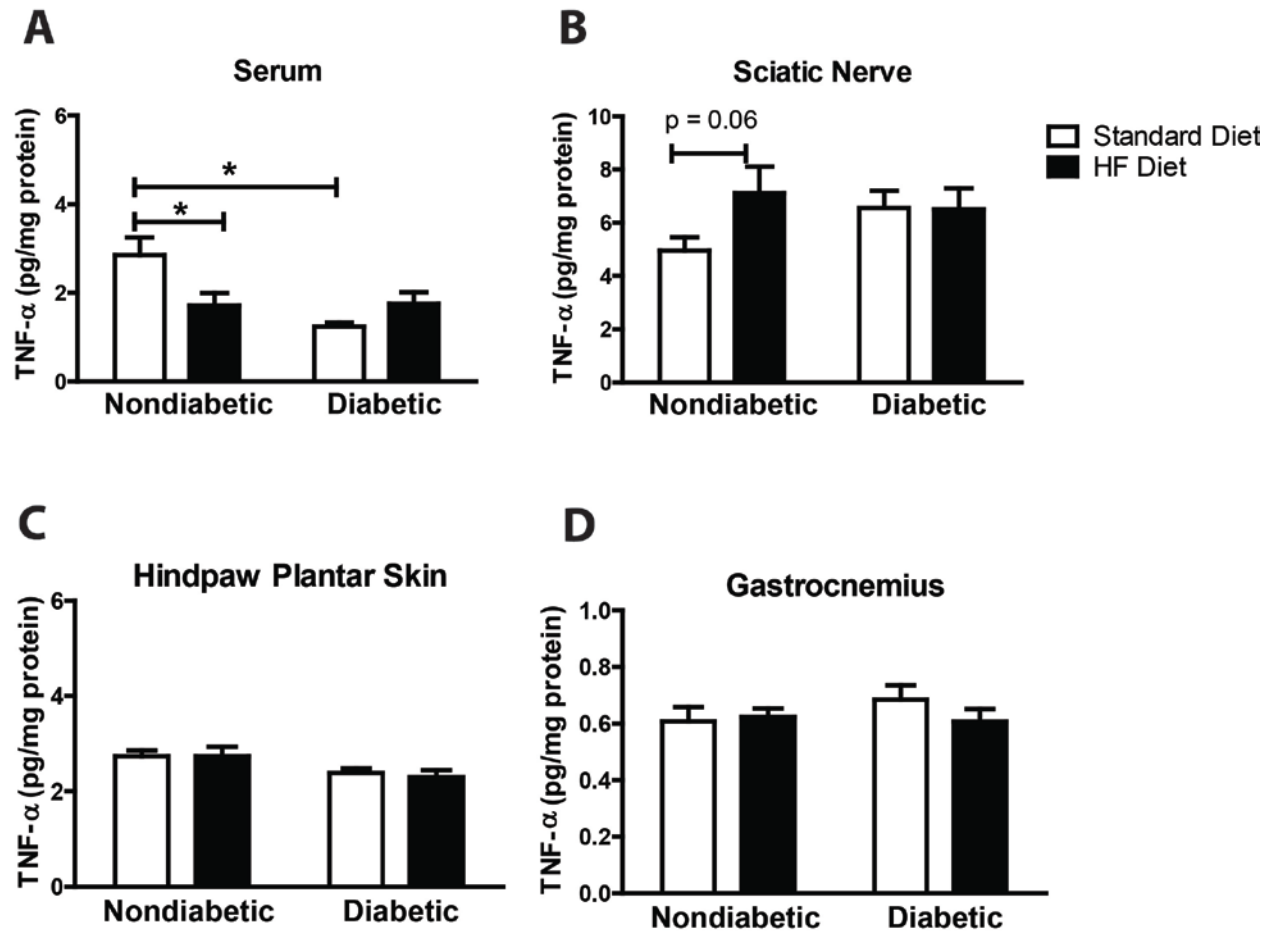 A
Serum
TNF-α (pg/mg protein)
6
4
2
0
*
*
Nondiabetic Diabetic
B
Sciatic Nerve
TNF-α (pg/mg protein)
10
8
6
4
2
0
p = 0.06
Nondiabetic Diabetic
Standard Diet
HF Diet
C
Hindpaw Plantar Skin
TNF-α (pg/mg protein)
6
4
2
0
Nondiabetic Diabetic
D
Gastrocnemius
TNF-α (pg/mg protein)
1.0
0.8
0.6
0.4
0.2
0.0
Nondiabetic Diabetic